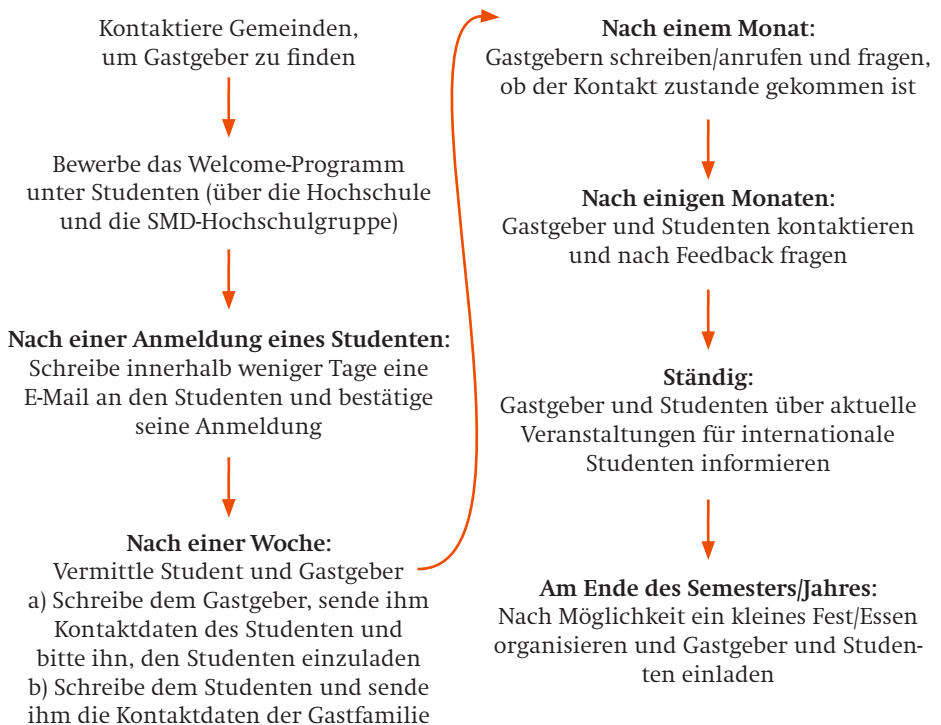 Kontaktiere Gemeinden,
um Gastgeber zu finden
Bewerbe das Welcome-Programm
unter Studenten (über die Hochschule
und die SMD-Hochschulgruppe)
Nach einer Anmeldung eines Studenten:
Schreibe innerhalb weniger Tage eine
E-Mail an den Studenten und bestätige
seine Anmeldung
Nach einer Woche:
Vermittle Student und Gastgeber
a) Schreibe dem Gastgeber, sende ihm
Kontaktdaten des Studenten und
bitte ihn, den Studenten einzuladen
b) Schreibe dem Studenten und sende
ihm die Kontaktdaten der Gastfamilie
Nach einem Monat:
Gastgebern schreiben/anrufen und fragen,
ob der Kontakt zustande gekommen ist
Nach einigen Monaten:
Gastgeber und Studenten kontaktieren
und nach Feedback fragen
Ständig:
Gastgeber und Studenten über aktuelle
Veranstaltungen für internationale
Studenten informieren
Am Ende des Semesters/Jahres:
Nach Möglichkeit ein kleines Fest/Essen
organisieren und Gastgeber und Studen-
ten einladen